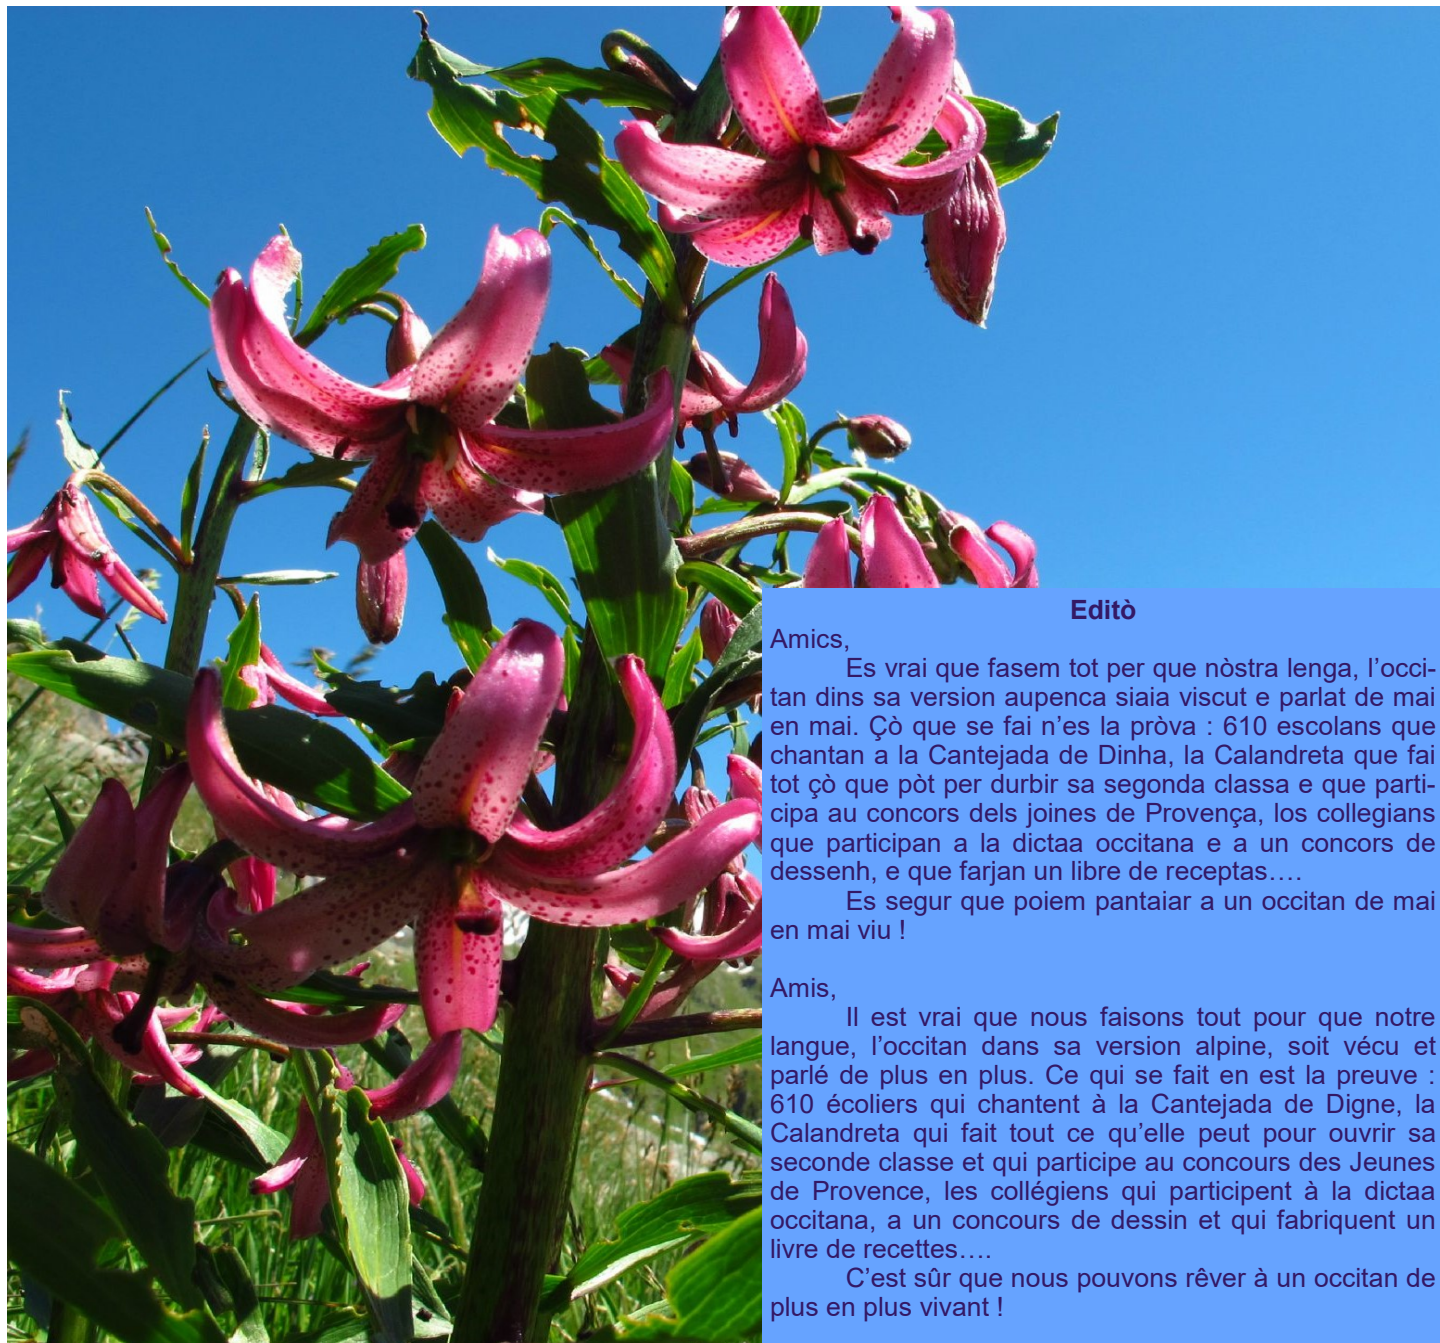 Editò
Amics,
Es vrai que fasem tot per que nòstra lenga, l’occi-
tan dins sa version aupenca siaia viscut e parlat de mai
en mai. Çò que se fai n’es la pròva : 610 escolans que
chantan a la Cantejada de Dinha, la Calandreta que fai
tot çò que pòt per durbir sa segonda classa e que parti-
cipa au concors dels joines de Provença, los collegians
que participan a la dictaa occitana e a un concors de
dessenh, e que farjan un libre de receptas….
Es segur que poiem pantaiar a un occitan de mai
en mai viu !
Amis,
Il est vrai que nous faisons tout pour que notre
langue, l’occitan dans sa version alpine, soit vécu et
parlé de plus en plus. Ce qui se fait en est la preuve :
610 écoliers qui chantent à la Cantejada de Digne, la
Calandreta qui fait tout ce qu’elle peut pour ouvrir sa
seconde classe et qui participe au concours des Jeunes
de Provence, les collégiens qui participent à la dictaa
occitana, a un concours de dessin et qui fabriquent un
livre de recettes….
C’est sûr que nous pouvons rêver à un occitan de
plus en plus vivant !